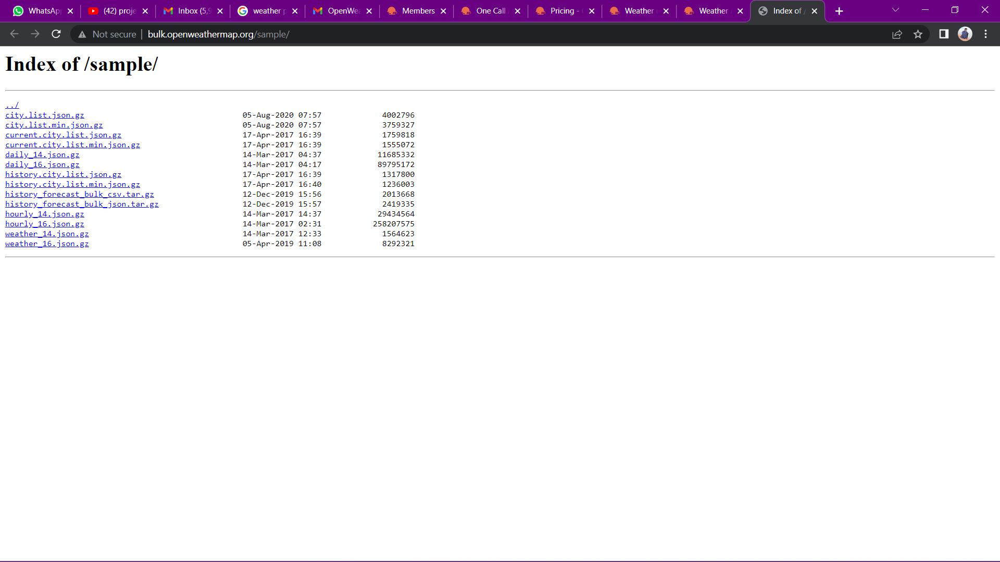 WhatsApp
(42) proje
Inbox (5,9
weather p
OpenWea
Members
One Call
Pricing -
Weather
Weather
Index of /
Not secure | bulk.openweathermap.org/sample/
Index of /sample/
../
city.list.json.gz 05-Aug-2020 07:57 4002796
city.list.min.json.gz 05-Aug-2020 07:57 3759327
current.city.list.json.gz 17-Apr-2017 16:39 1759818
current.city.list.min.json.gz 17-Apr-2017 16:39 1555072
daily_14.json.gz 14-Mar-2017 04:37 11685332
daily_16.json.gz 14-Mar-2017 04:17 89795172
history.city.list.json.gz 17-Apr-2017 16:39 1317800
history.city.list.min.json.gz 17-Apr-2017 16:40 1236003
history_forecast_bulk_csv.tar.gz 12-Dec-2019 15:56 2013668
history_forecast_bulk_json.tar.gz 12-Dec-2019 15:57 2419335
hourly_14.json.gz 14-Mar-2017 14:37 29434564
hourly_16.json.gz 14-Mar-2017 02:31 258207575
weather_14.json.gz 14-Mar-2017 12:33 1564623
weather_16.json.gz 05-Apr-2019 11:08 8292321